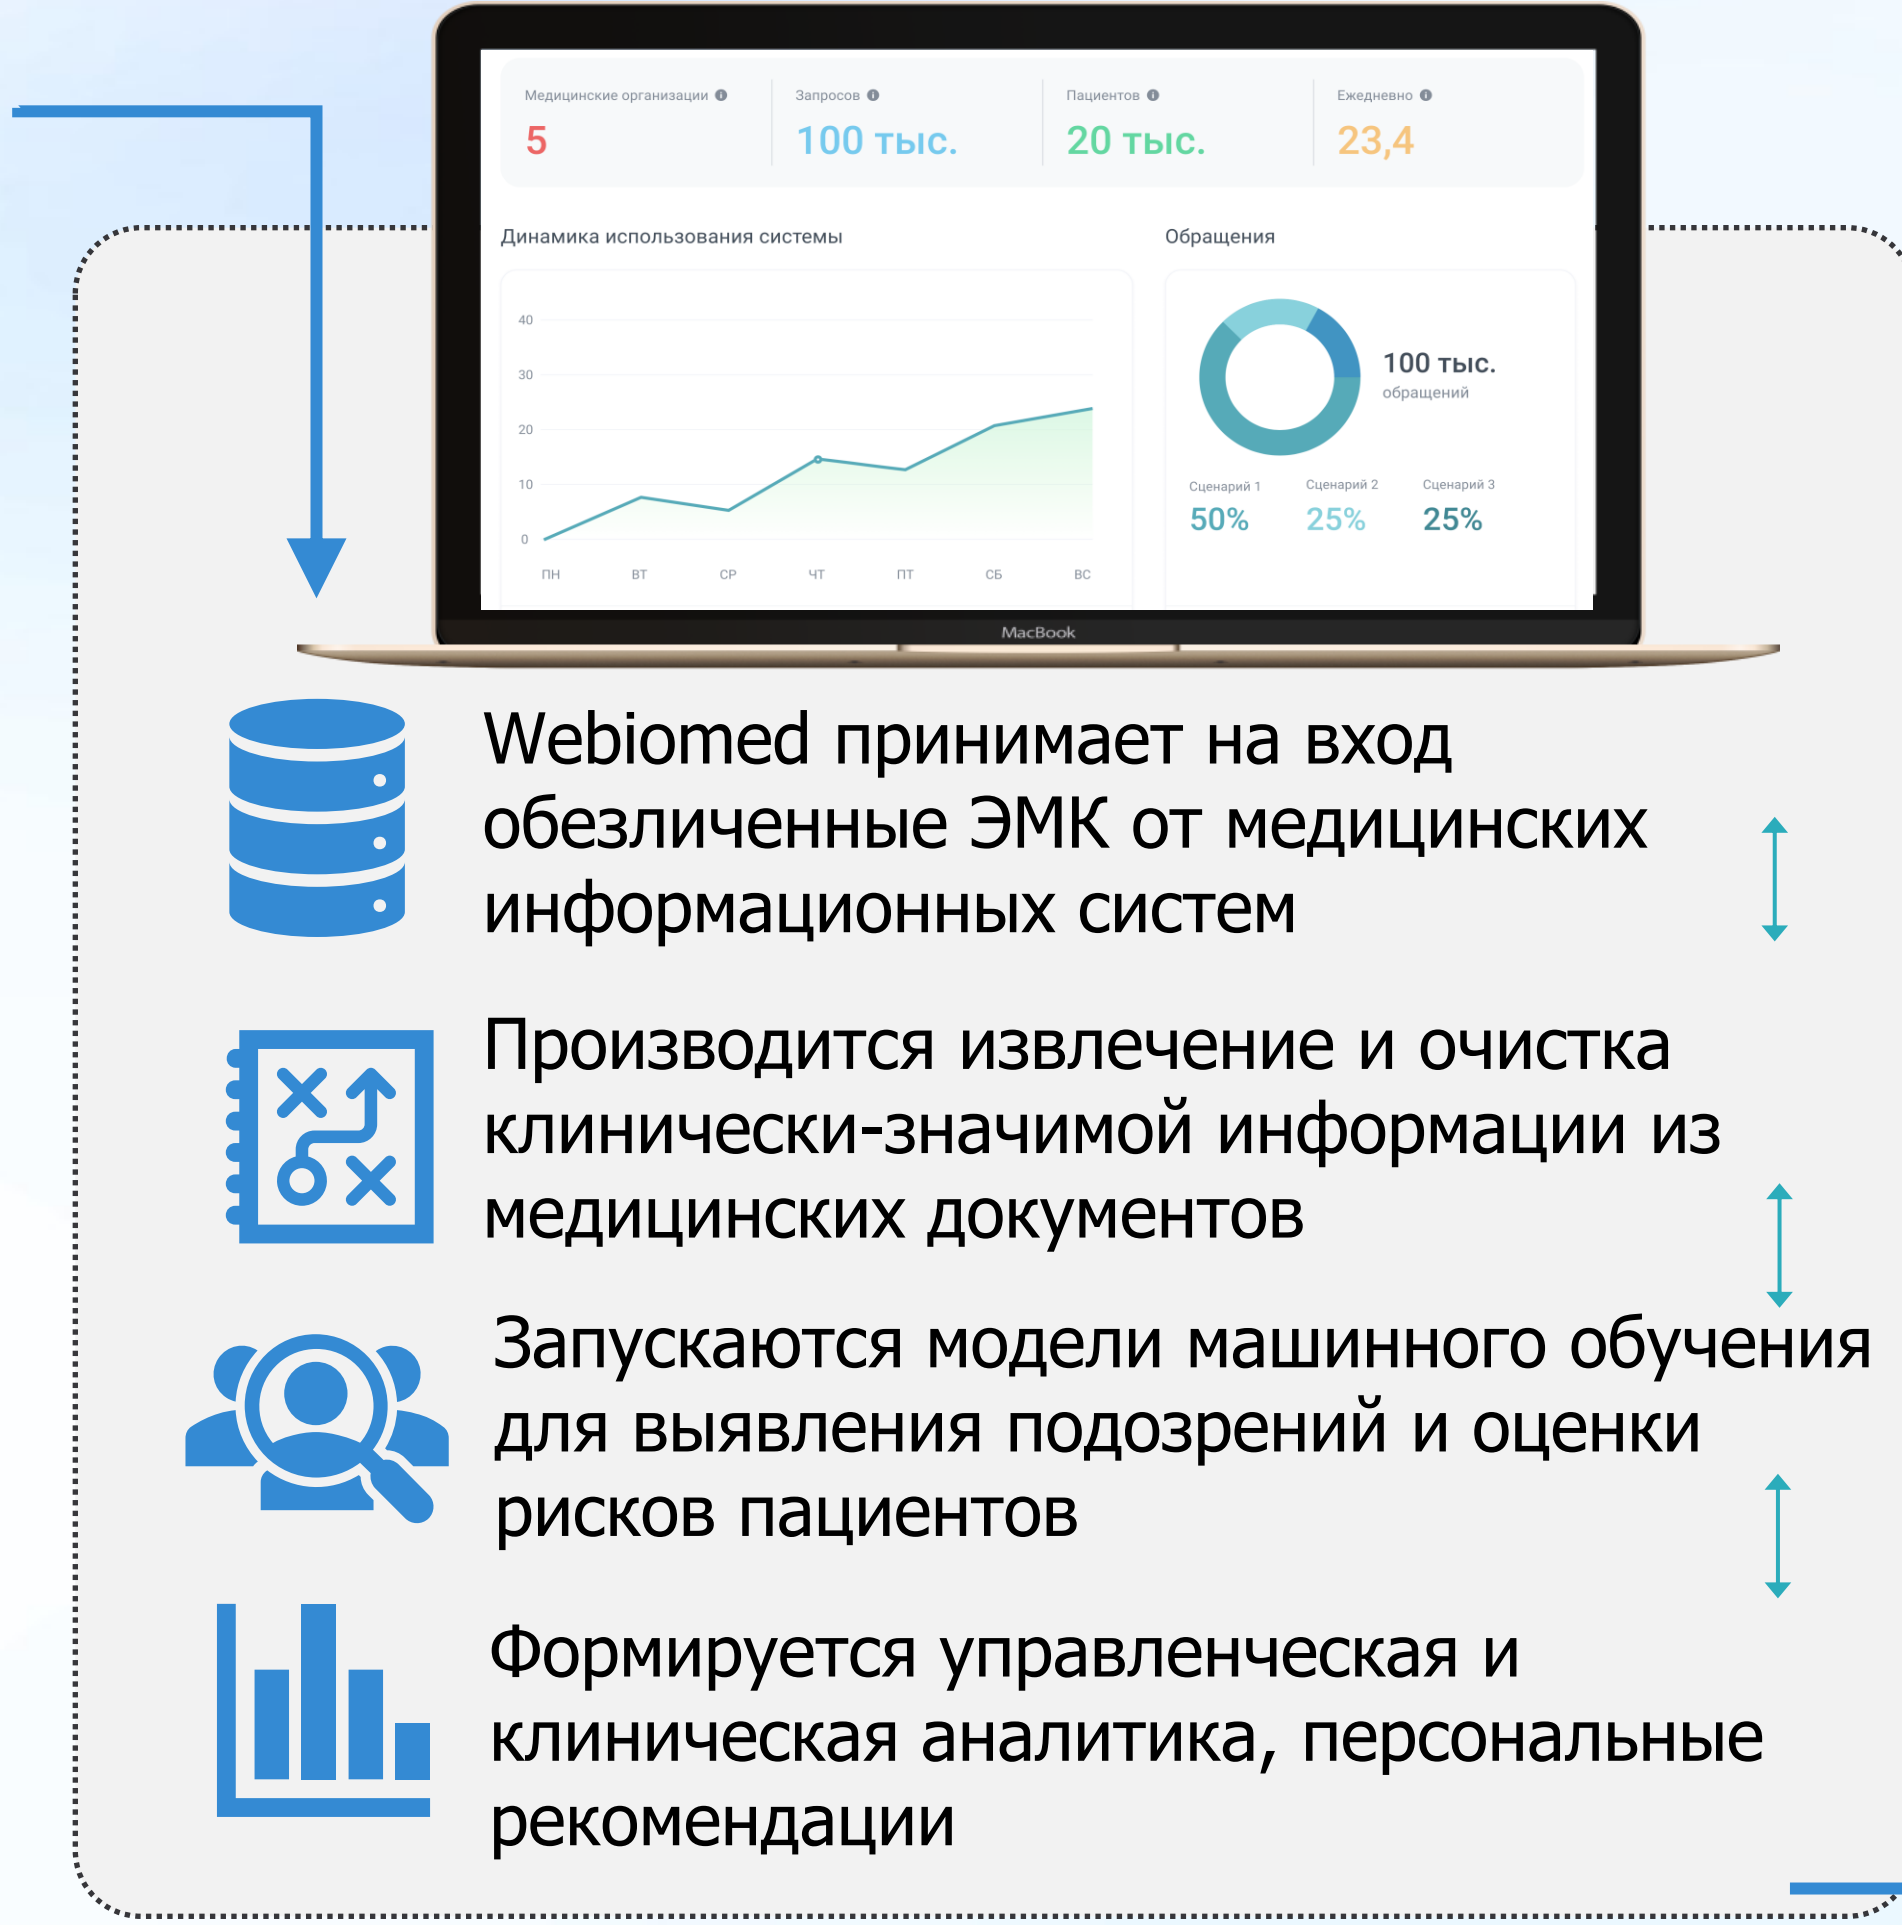 Медицинские организации
Запросов
Пациентов
Ежедневно
5
100 тыс.
20 тыс.
23,4
Динамика использования системы
40
30
20
10
0
ПН ВТ СР ЧТ ПТ СБ ВС
Обращения
100 тыс.
обращений
Сценарий 1
Сценарий 2
Сценарий 3
50%
25%
25%
MacBook
Webiomed принимает на вход
обезличенные ЭМК от медицинских
информационных систем
Производится извлечение и очистка
клинически-значимой информации из
медицинских документов
Запускаются модели машинного обучения
для выявления подозрений и оценки
рисков пациентов
Формируется управленческая и
клиническая аналитика, персональные
рекомендации